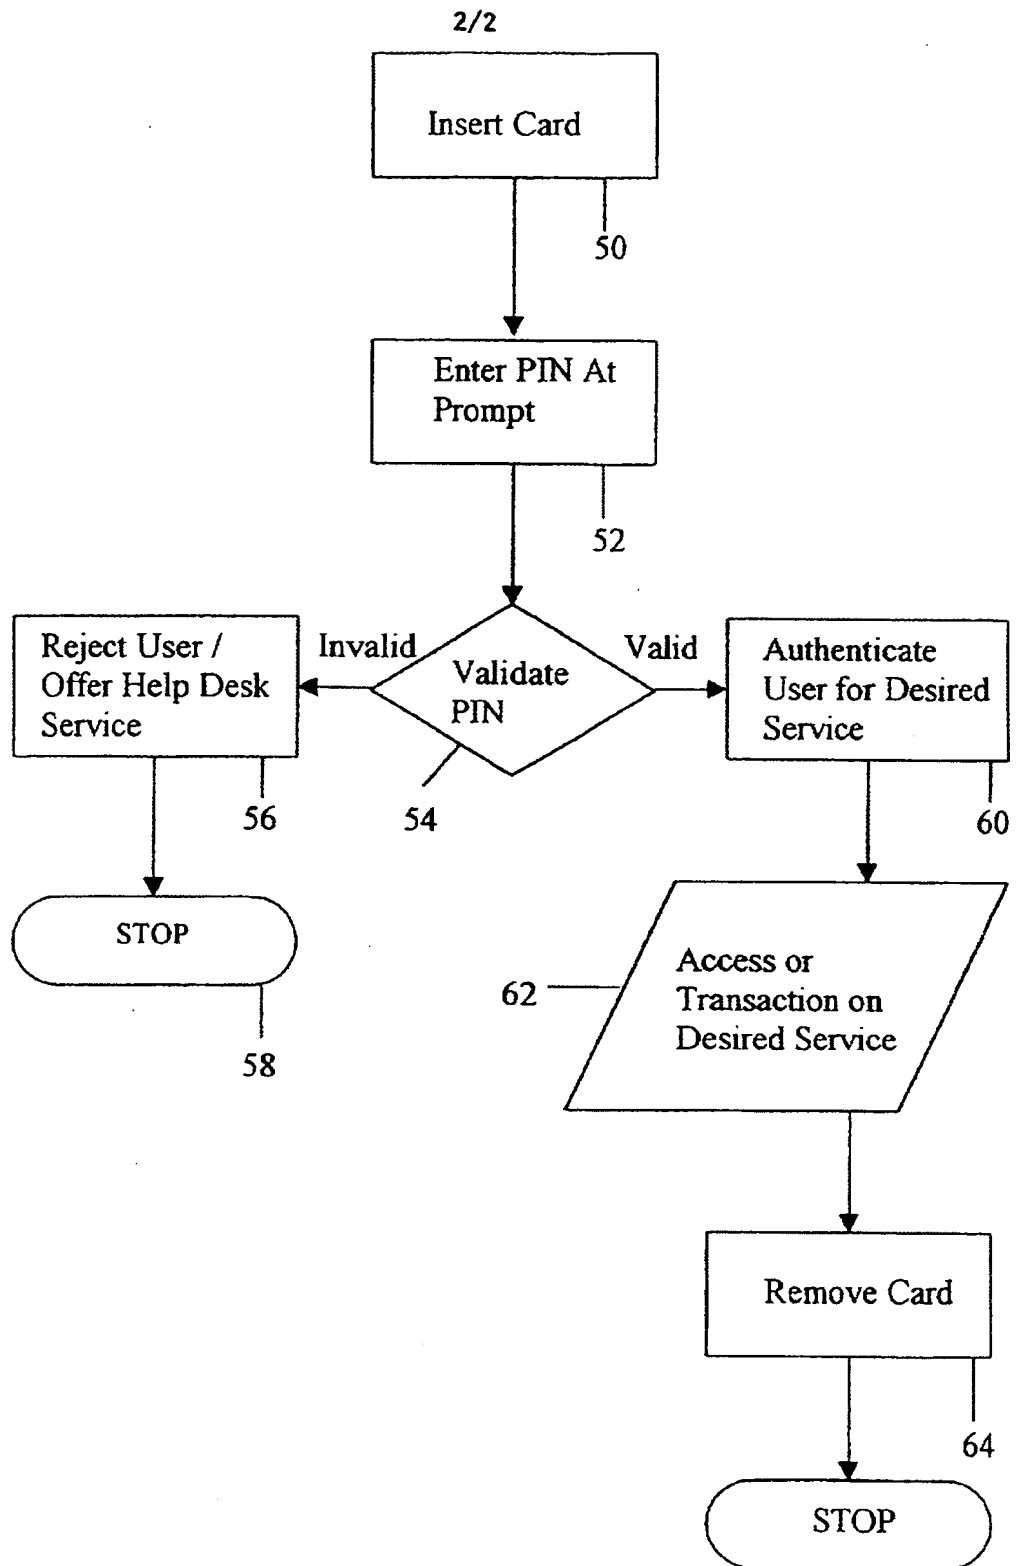 2/2
Insert Card
50
Enter PIN At
Prompt
52
Reject User /
Offer Help Desk
Service
Invalid
Validate
PIN
Valid
Authenticate
User for Desired
Service
56
54
60
STOP
58
62
Access or
Transaction on
Desired Service
Remove Card
64
STOP